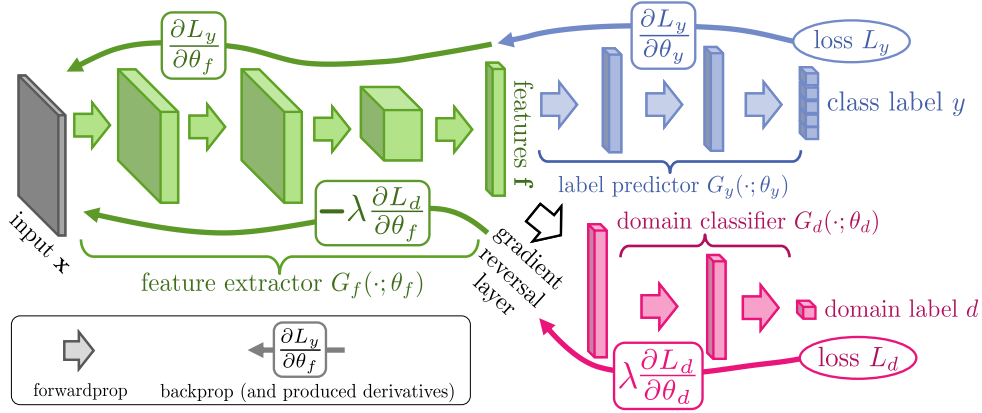 ∂L_y/∂θ_f
∂L_y/∂θ_y
loss L_y
features f
class label y
label predictor G_y(·; θ_y)
input x
−λ ∂L_d/∂θ_f
gradient
reversal
layer
domain classifier G_d(·; θ_d)
feature extractor G_f(·; θ_f)
domain label d
λ ∂L_d/∂θ_d
loss L_d
∂L_y/∂θ_f
forwardprop
backprop (and produced derivatives)